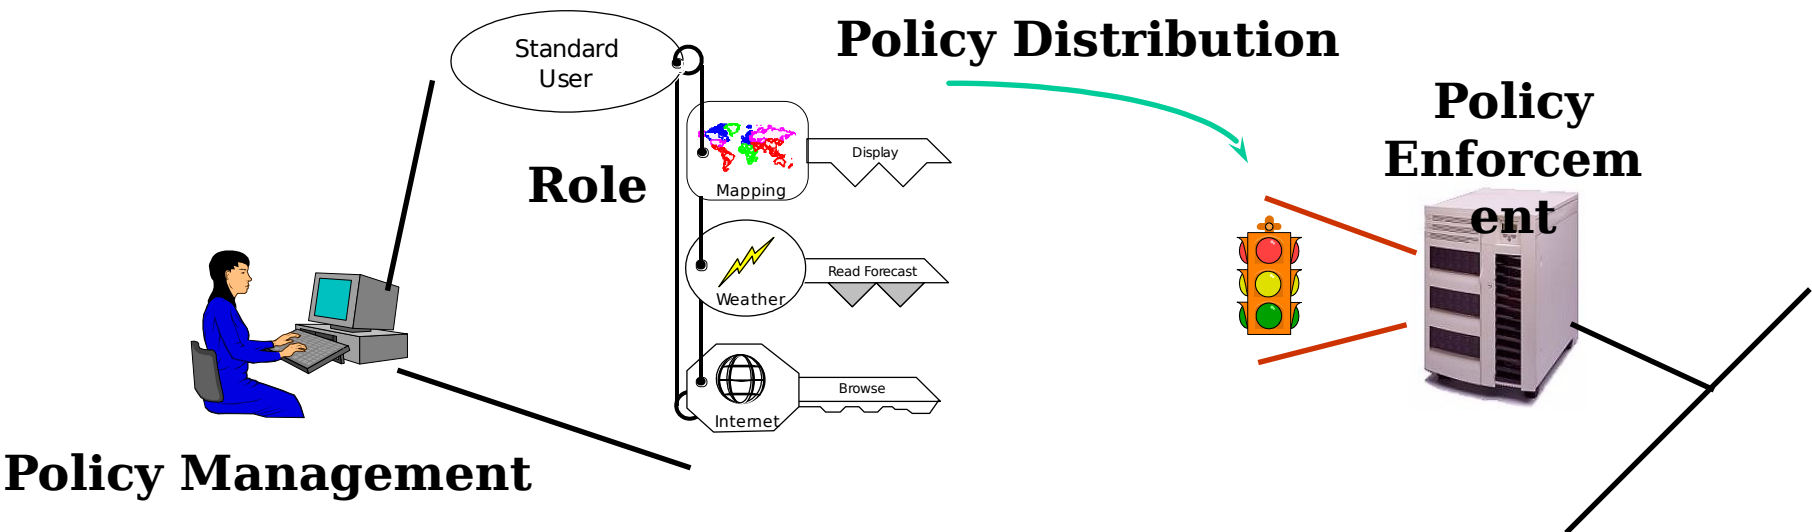 Standard
User
Policy Distribution
Policy
Enforcem
ent
Display
Role
Mapping
Read Forecast
Weather
Browse
Internet
Policy Management